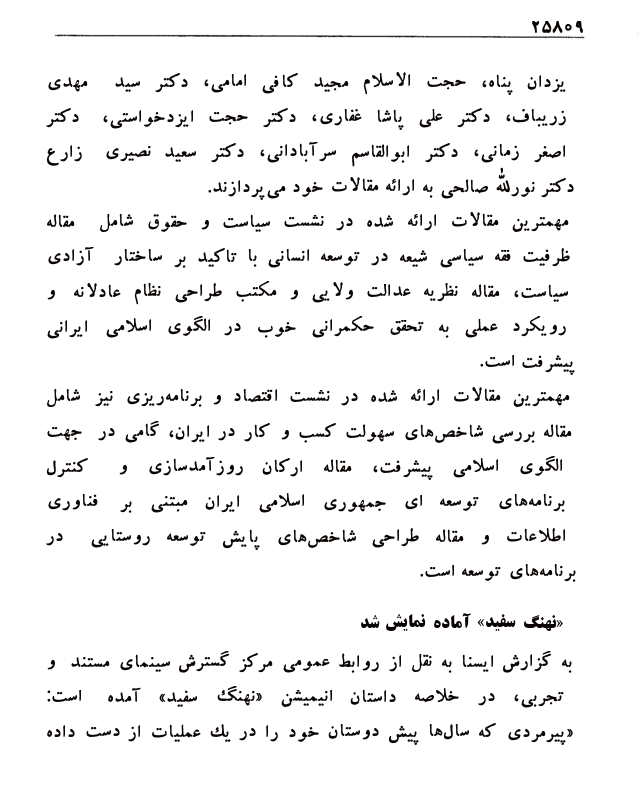 ۲۵۸۰۹
یزدان پناه، حجت الاسلام مجید کافی امامی، دکتر سید مهدی
زریباف، دکتر علی پاشا غفاری، دکتر حجت ایزدخواستی، دکتر
اصغر زمانی، دکتر ابوالقاسم سرآبادانی، دکتر سعید نصیری زارع
دکتر نورلله صالحی به ارائه مقالات خود می‌پردازند.
مهمترین مقالات ارائه شده در نشست سیاست و حقوق شامل مقاله
ظرفیت فقه سیاسی شیعه در توسعه انسانی با تاکید بر ساختار آزادی
سیاست، مقاله نظریه عدالت ولایی و مکتب طراحی نظام عادلانه و
رویکرد عملی به تحقق حکمرانی خوب در الگوی اسلامی ایرانی
پیشرفت است.
مهمترین مقالات ارائه شده در نشست اقتصاد و برنامه‌ریزی نیز شامل
مقاله بررسی شاخص‌های سهولت کسب و کار در ایران، گامی در جهت
الگوی اسلامی پیشرفت، مقاله ارکان روزآمدسازی و کنترل
برنامه‌های توسعه ای جمهوری اسلامی ایران مبتنی بر فناوری
اطلاعات و مقاله طراحی شاخص‌های پایش توسعه روستایی در
برنامه‌های توسعه است.
«نهنگ سفید» آماده نمایش شد
به گزارش ایسنا به نقل از روابط عمومی مرکز گسترش سینمای مستند و
تجربی، در خلاصه داستان انیمیشن «نهنگ سفید» آمده است:
«پیرمردی که سال‌ها پیش دوستان خود را در یك عملیات از دست داده